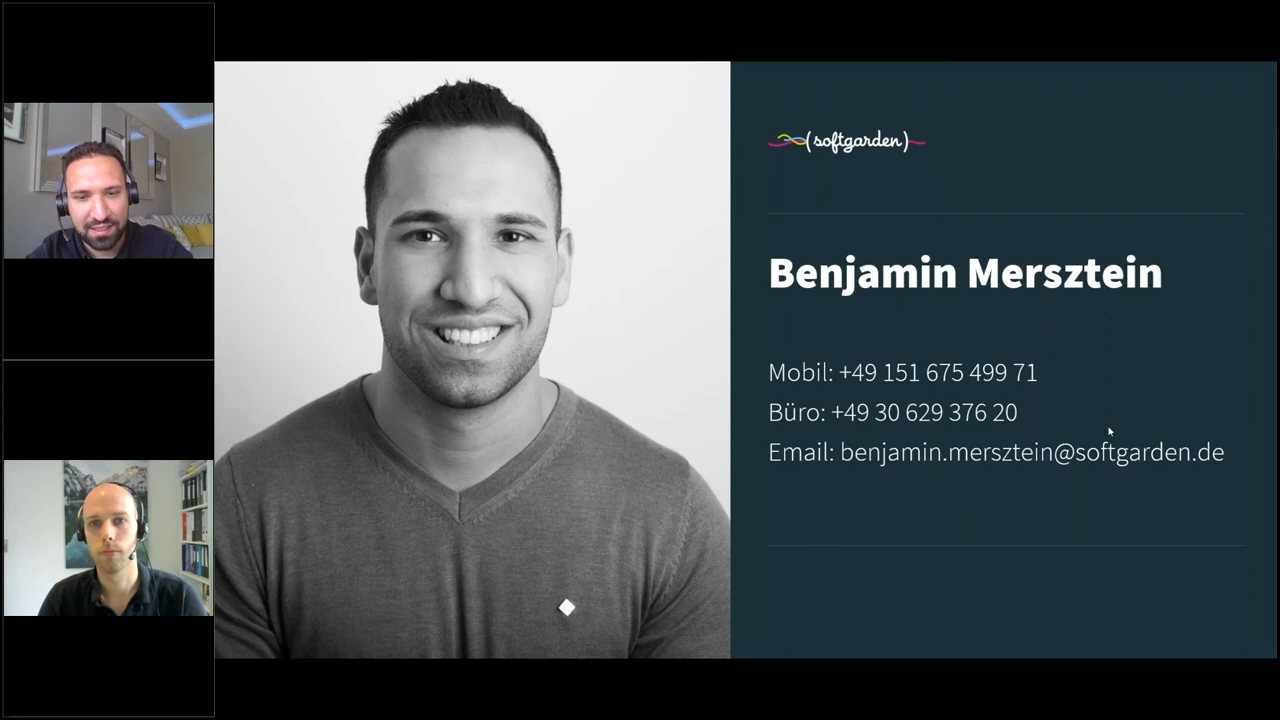 (softgarden)
Benjamin Mersztein
Mobil: +49 151 675 499 71
Büro: +49 30 629 376 20
Email: benjamin.mersztein@softgarden.de